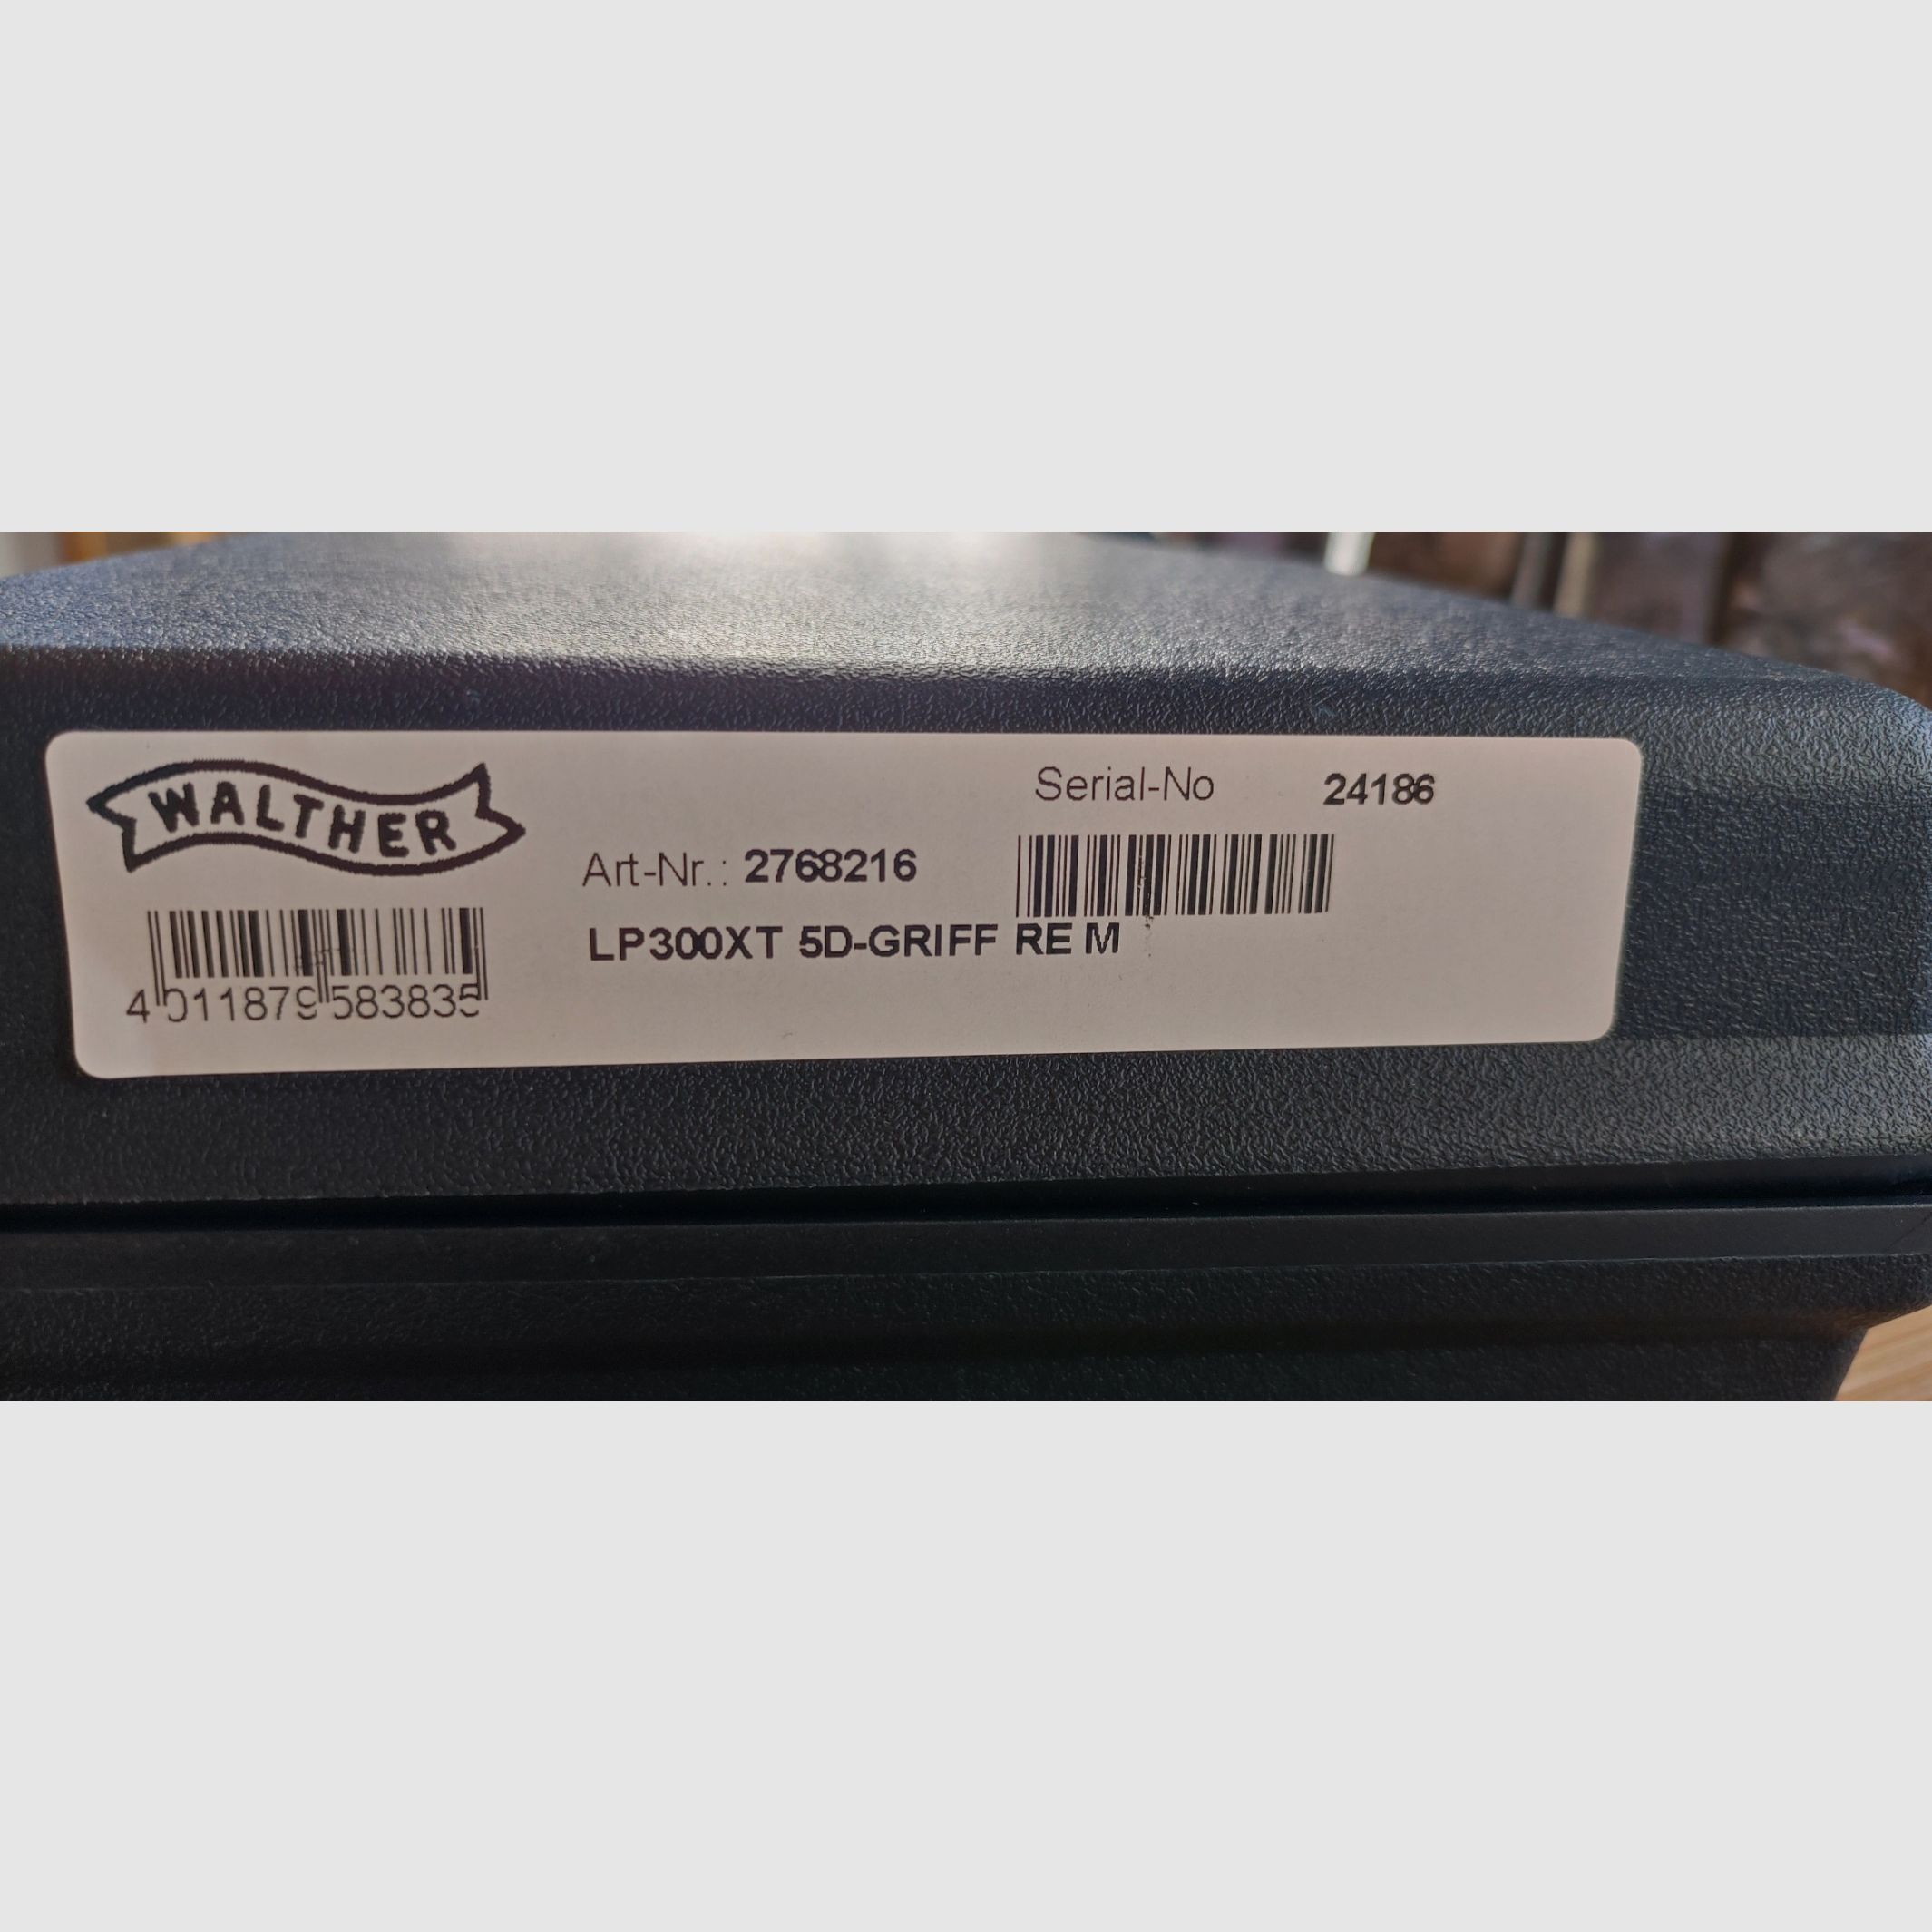 WALTHER
Serial-No 24186
Art-Nr.: 2768216
LP300XT 5D-GRIFF RE M
4 011879 583835